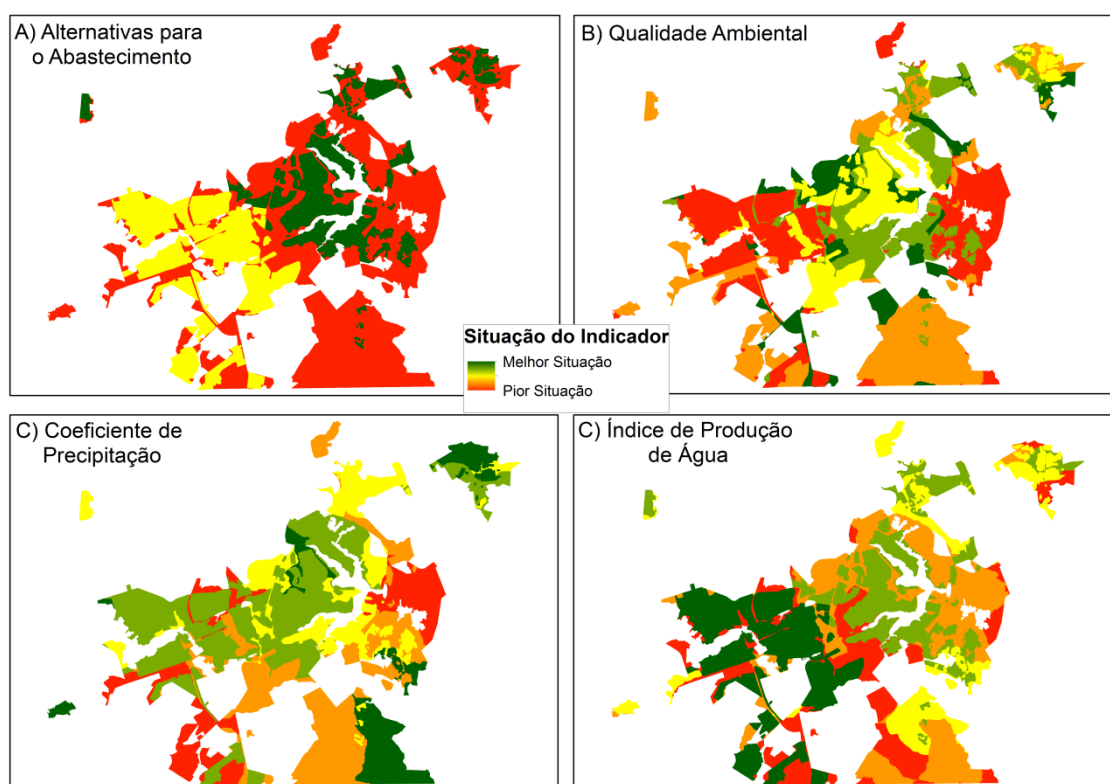 A) Alternativas para
o Abastecimento
B) Qualidade Ambiental
Situação do Indicador
Melhor Situação
Pior Situação
C) Coeficiente de
Precipitação
C) Índice de Produção
de Água